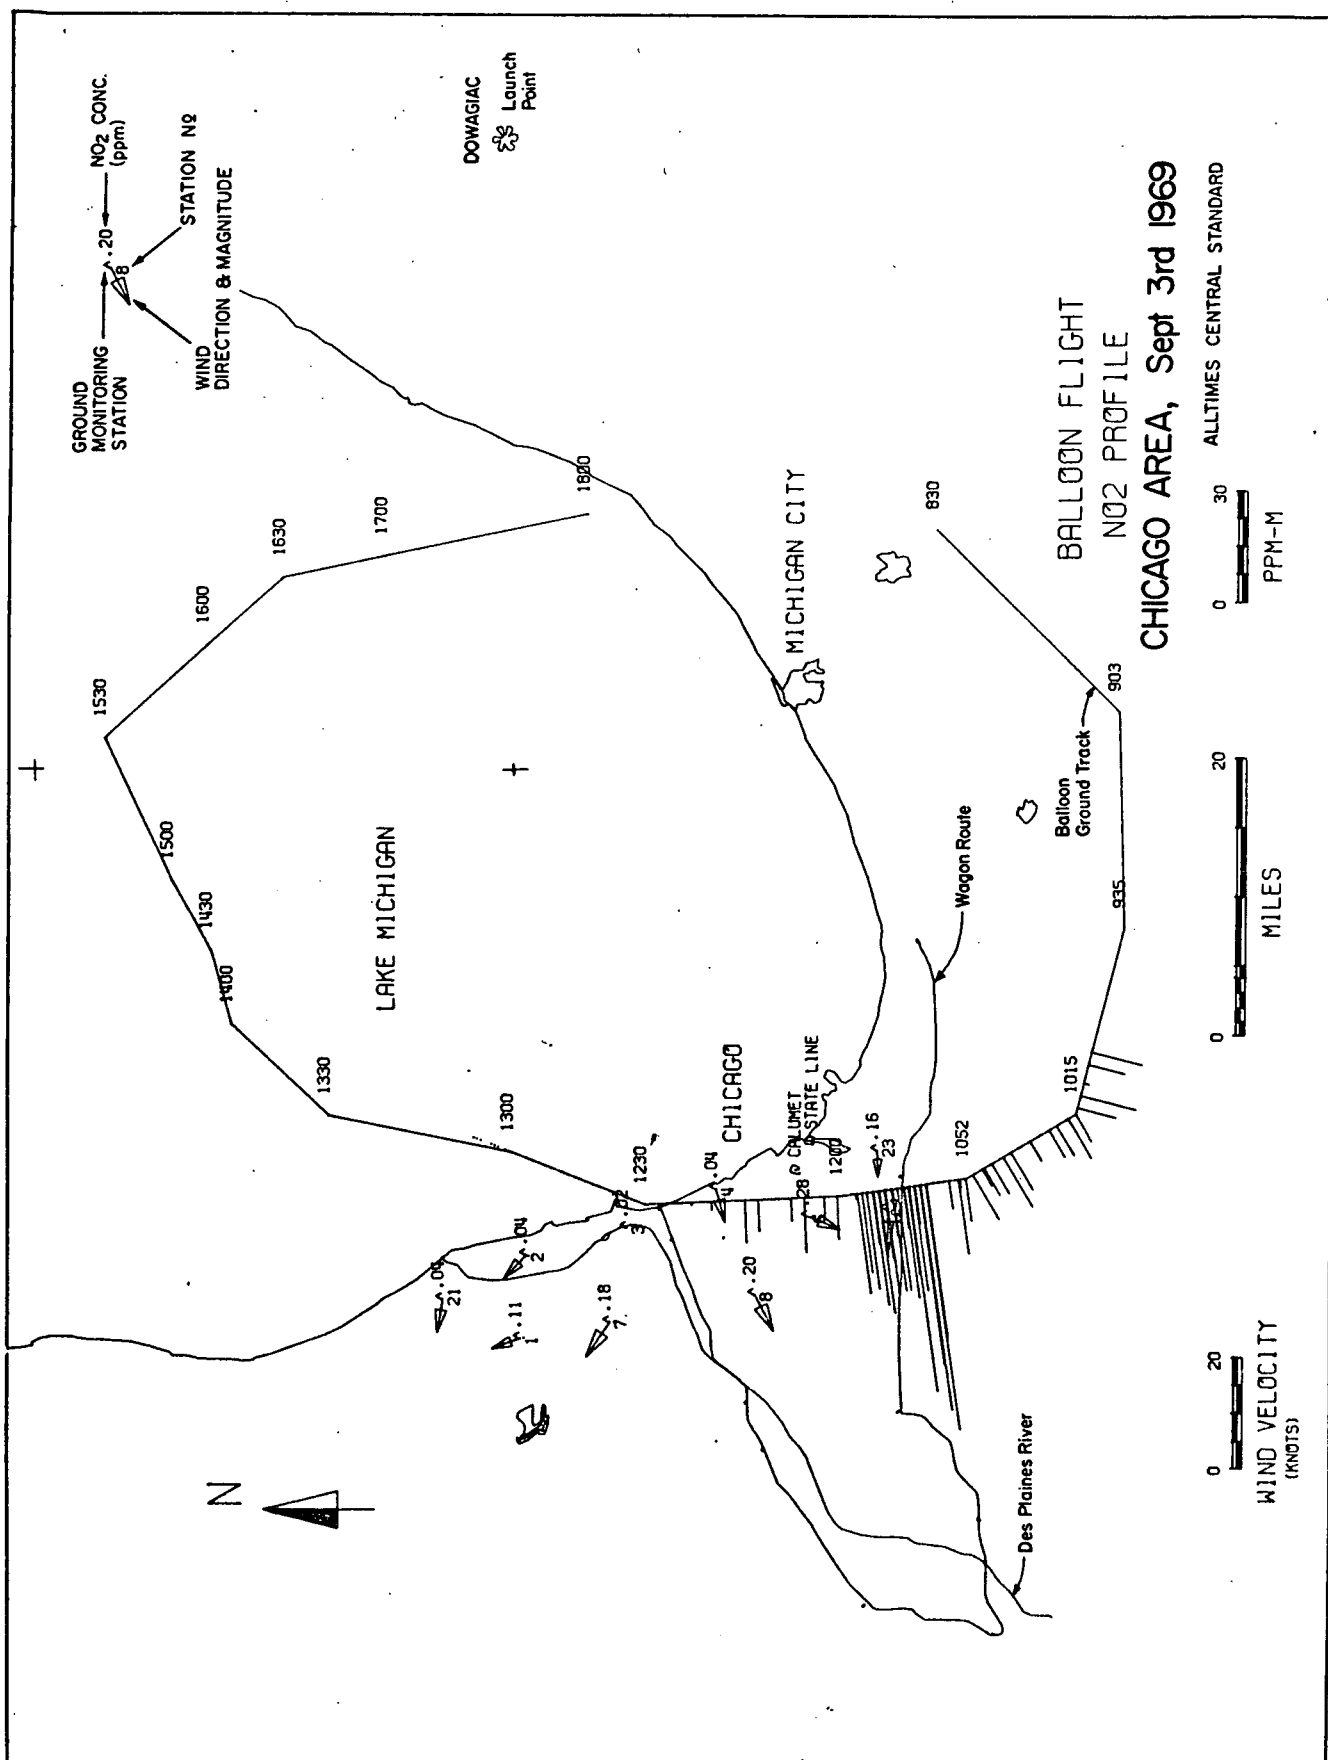 GROUND
MONITORING
STATION
NO2 CONC.
(ppm)
.20
8
STATION Nº
WIND
DIRECTION & MAGNITUDE
DOWAGIAC
Launch
Point
N
LAKE MICHIGAN
1530
1600
1630
1700
1800
1500
1430
1400
1330
1300
1230
.04
21
.04
2
.11
1
.18
7
.02
3
CHICAGO
.04
4
CALUMET
STATE LINE
1200
.28
.20
8
.16
23
1052
1015
935
903
830
MICHIGAN CITY
Wagon Route
Balloon
Ground Track
Des Plaines River
BALLOON FLIGHT
NO2 PROFILE
CHICAGO AREA, Sept 3rd 1969
ALLTIMES CENTRAL STANDARD
0 20
WIND VELOCITY
(KNOTS)
0 20
MILES
0 30
PPM-M